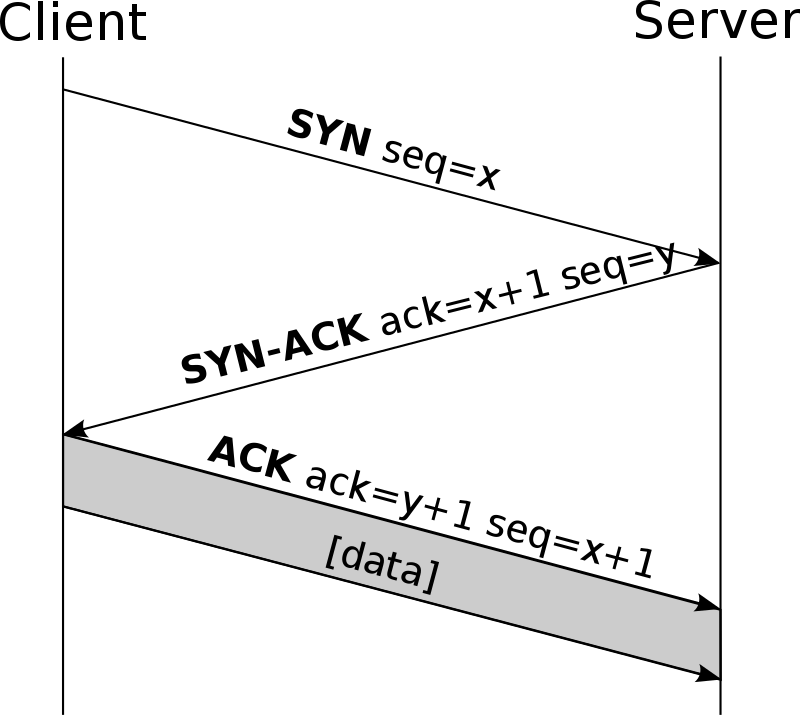 Client
Server
SYN seq=x
SYN-ACK ack=x+1 seq=y
ACK ack=y+1 seq=x+1
[data]